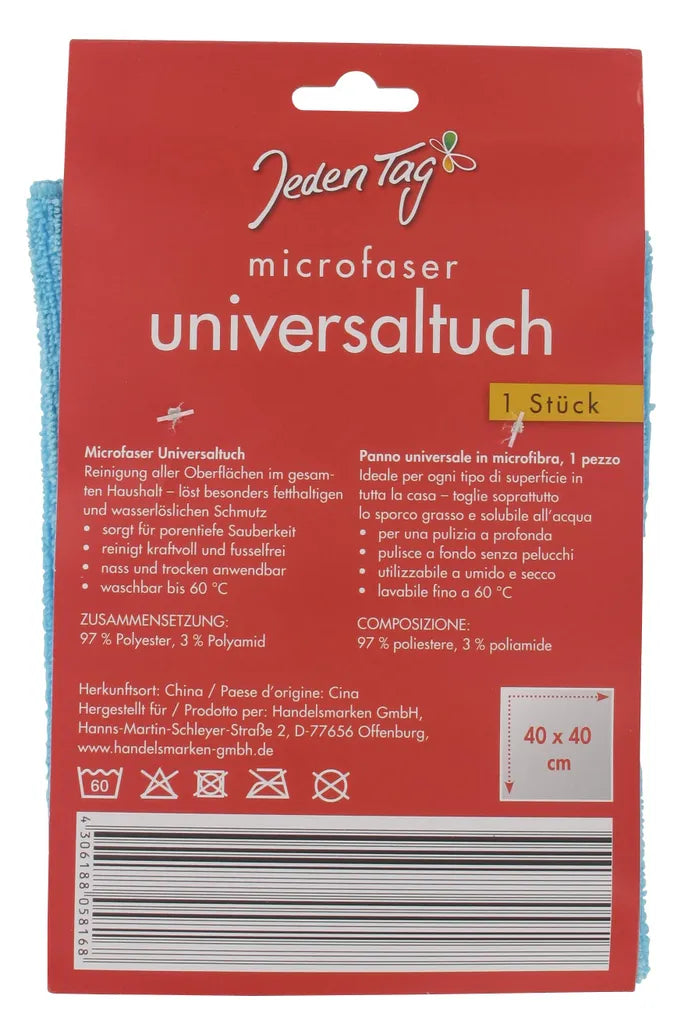 Jeden Tag
microfaser
universaltuch
1 Stück
Microfaser Universaltuch
Reinigung aller Oberflächen im gesam-
ten Haushalt – löst besonders fetthaltigen
und wasserlöslichen Schmutz
• sorgt für porentiefe Sauberkeit
• reinigt kraftvoll und fusselfrei
• nass und trocken anwendbar
• waschbar bis 60 °C
ZUSAMMENSETZUNG:
97 % Polyester, 3 % Polyamid
Panno universale in microfibra, 1 pezzo
Ideale per ogni tipo di superficie in
tutta la casa – toglie soprattutto
lo sporco grasso e solubile all'acqua
• per una pulizia a profonda
• pulisce a fondo senza pelucchi
• utilizzabile a umido e secco
• lavabile fino a 60 °C
COMPOSIZIONE:
97 % poliestere, 3 % poliamide
Herkunftsort: China / Paese d'origine: Cina
Hergestellt für / Prodotto per: Handelsmarken GmbH,
Hanns-Martin-Schleyer-Straße 2, D-77656 Offenburg,
www.handelsmarken-gmbh.de
60
40 x 40
cm
4 306188 058168